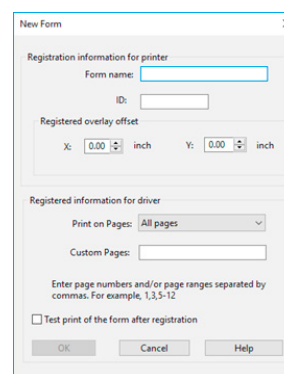 New Form
Registration information for printer
Form name:
ID:
Registered overlay offset
X: 0.00 inch Y: 0.00 inch
Registered information for driver
Print on Pages: All pages
Custom Pages:
Enter page numbers and/or page ranges separated by
commas. For example, 1,3,5-12
Test print of the form after registration
OK Cancel Help